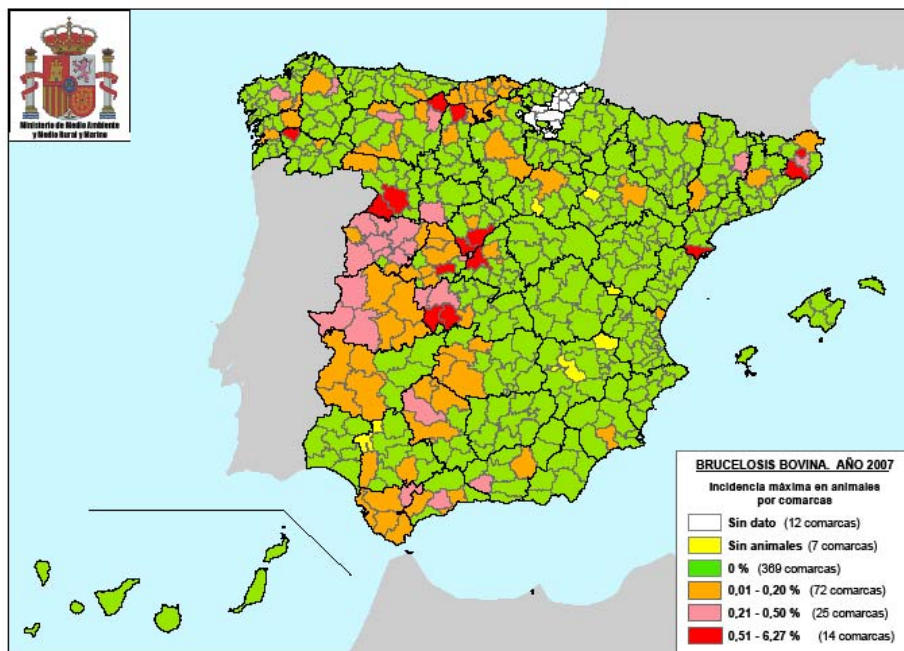 Ministerio de Medio Ambiente
y Medio Rural y Marino
BRUCELOSIS BOVINA. AÑO 2007
Incidencia máxima en animales
por comarcas
Sin dato (12 comarcas)
Sin animales (7 comarcas)
0 % (369 comarcas)
0,01 - 0,20 % (72 comarcas)
0,21 - 0,50 % (25 comarcas)
0,51 - 6,27 % (14 comarcas)